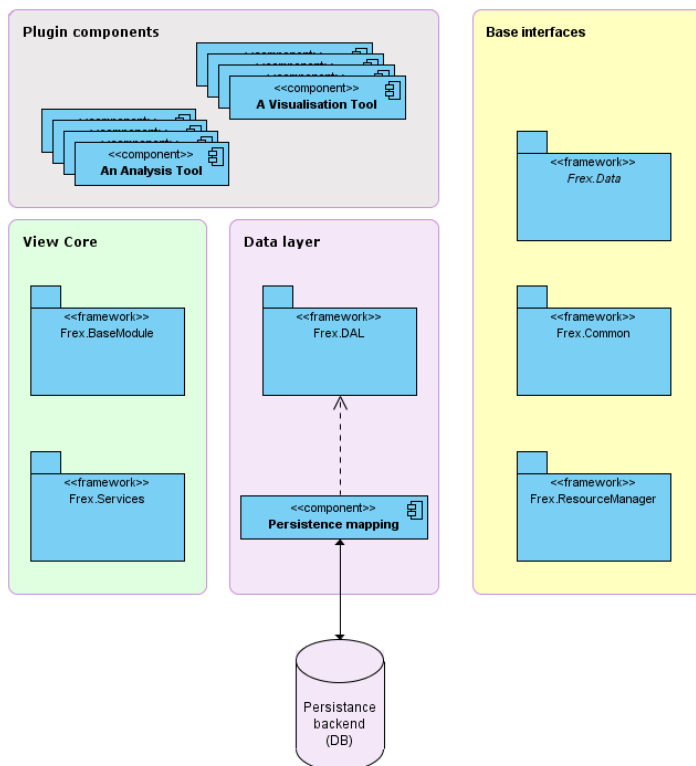 Plugin components
<<component>>
A Visualisation Tool
<<component>>
An Analysis Tool
Base interfaces
<<framework>>
Frex.Data
<<framework>>
Frex.Common
<<framework>>
Frex.ResourceManager
View Core
<<framework>>
Frex.BaseModule
<<framework>>
Frex.Services
Data layer
<<framework>>
Frex.DAL
<<component>>
Persistence mapping
Persistance
backend
(DB)